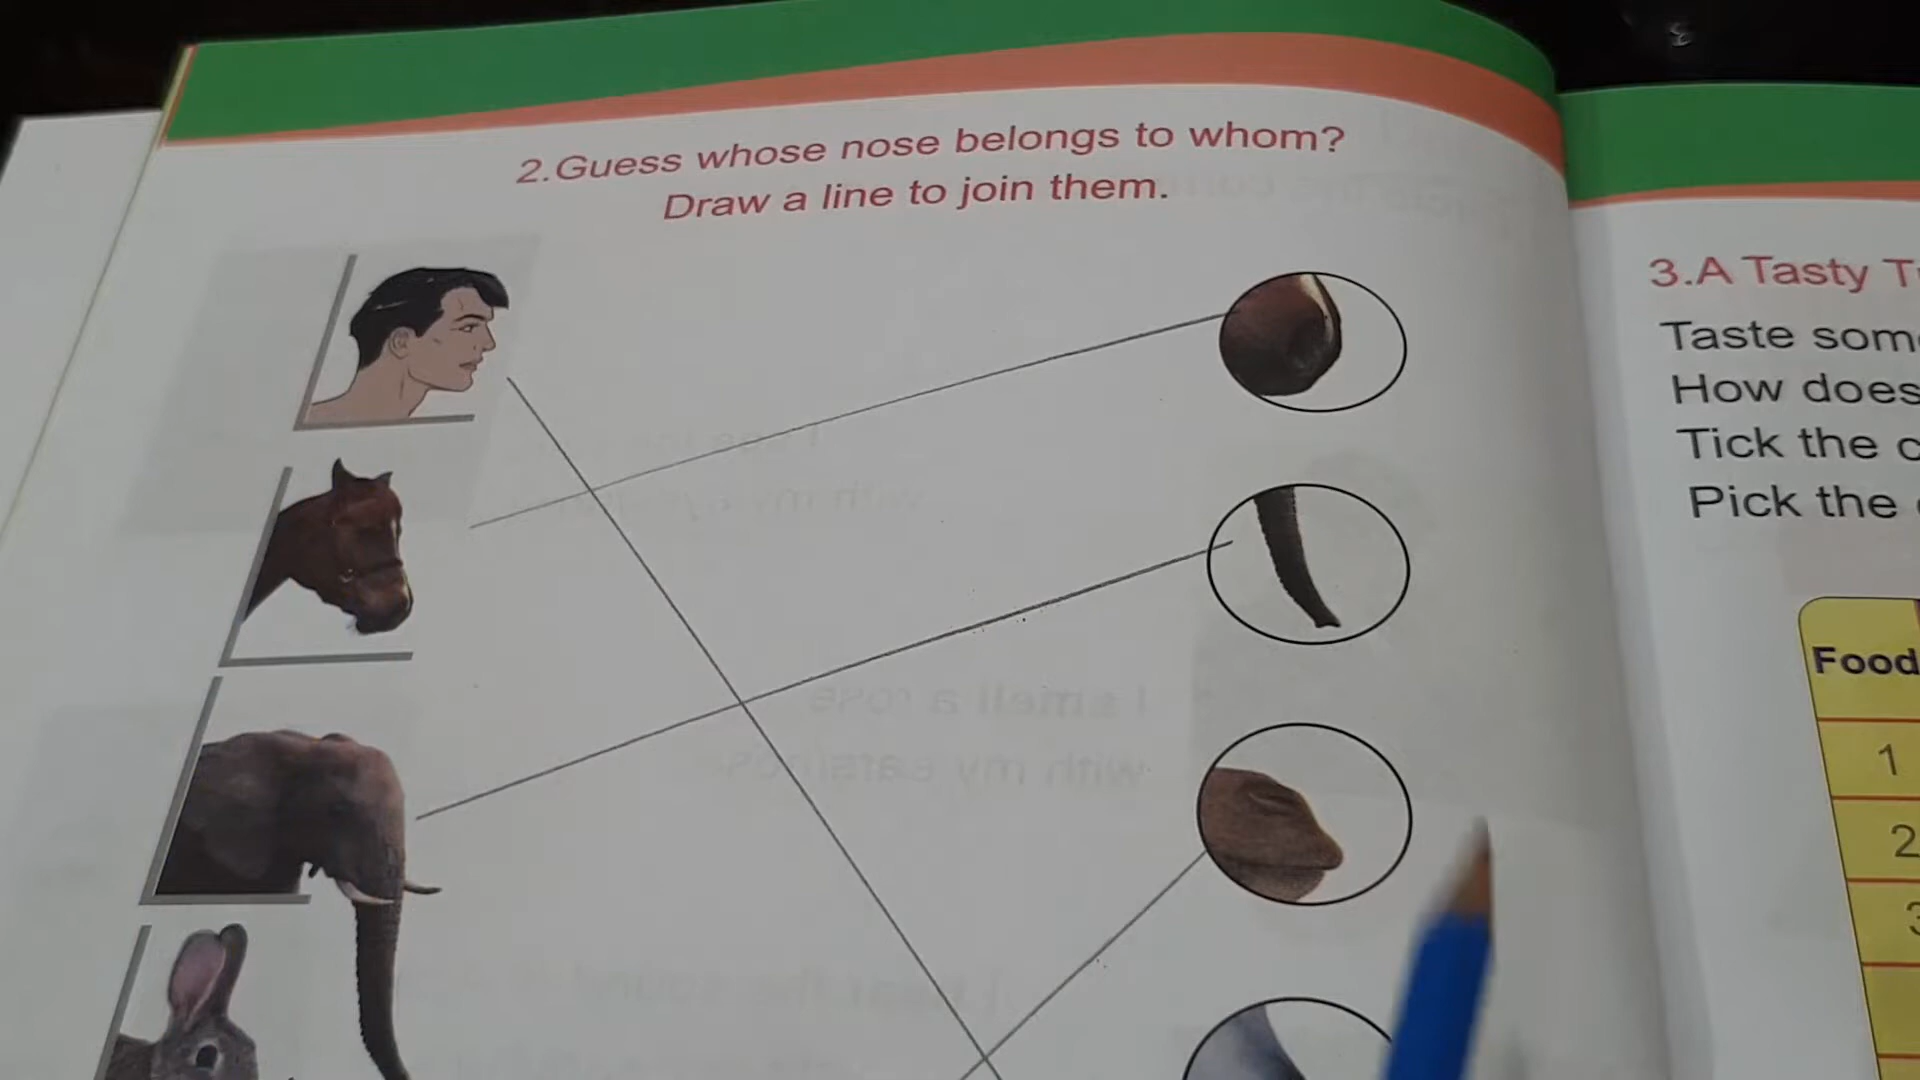 2.Guess whose nose belongs to whom?
Draw a line to join them.
3.A Tasty
Taste
How does
Tick the
Pick the
Food
1
2
3